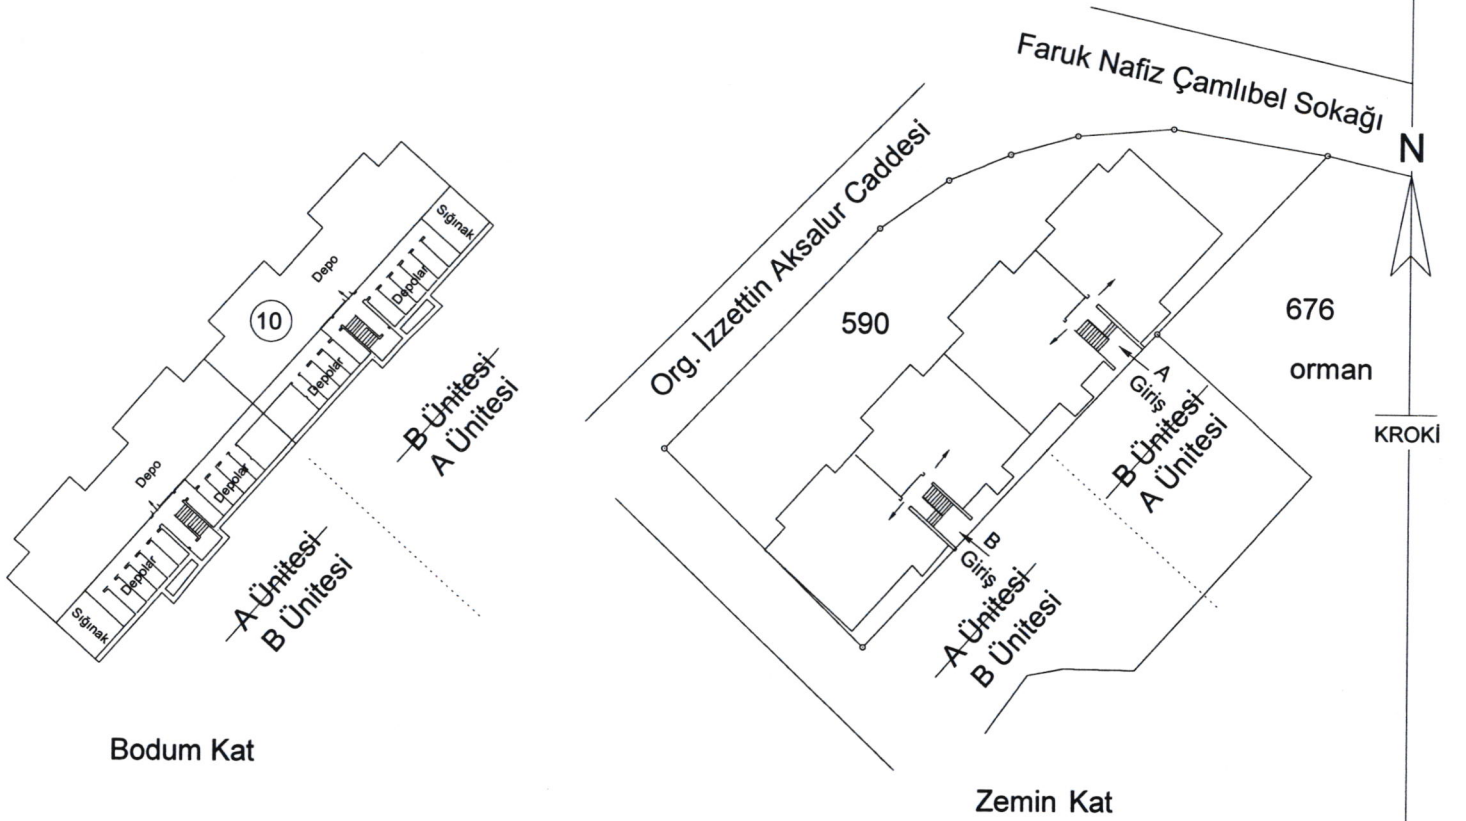 Faruk Nafiz Çamlıbel Sokağı
Org. İzzettin Aksalur Caddesi
N
KROKİ
590
676
orman
A
Giriş
B Ünitesi
A Ünitesi
B
Giriş
A Ünitesi
B Ünitesi
Zemin Kat
Sığınak
Depolar
Depo
10
Depolar
B Ünitesi
A Ünitesi
Depo
Depolar
Depolar
Sığınak
A Ünitesi
B Ünitesi
Bodum Kat